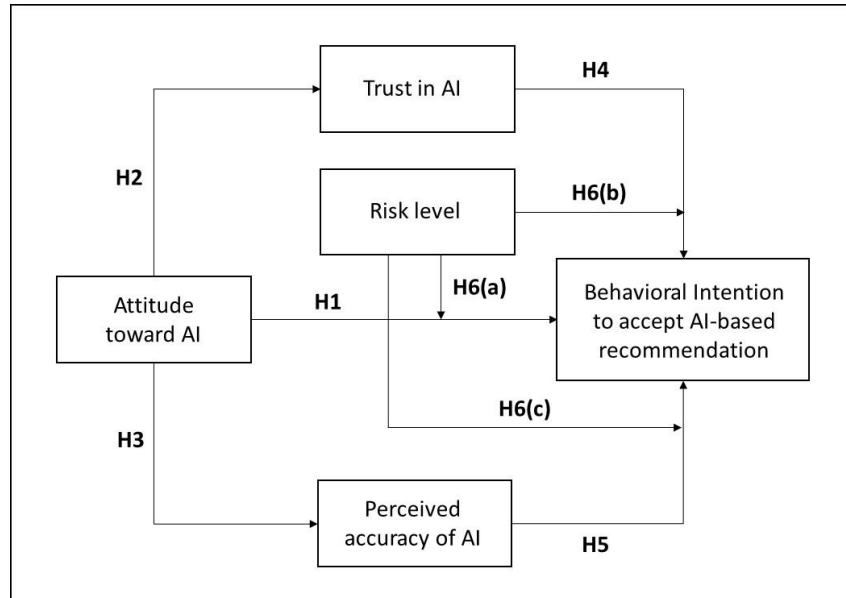 H4
Trust in AI
H2
H6(b)
Risk level
H6(a)
H1
Attitude
toward AI
Behavioral Intention
to accept AI-based
recommendation
H6(c)
H3
Perceived
accuracy of AI
H5